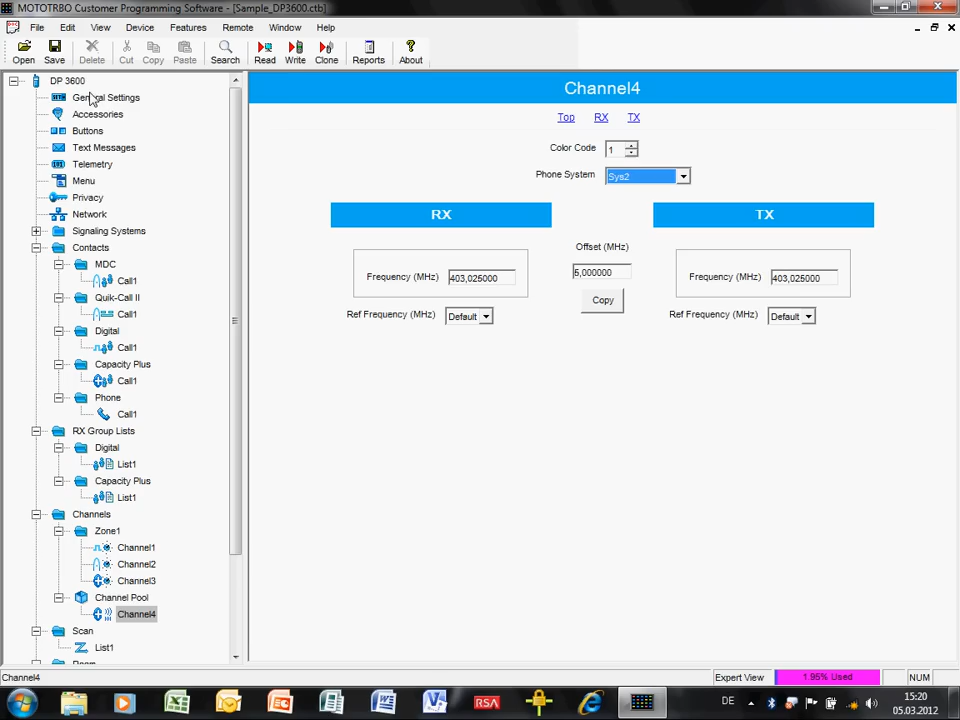 MOTOTRBO Customer Programming Software - [Sample_DP3600.ctb]
File Edit View Device Features Remote Window Help
Open Save Delete Cut Copy Paste Search Read Write Clone Reports About
DP 3600
General Settings
Accessories
Buttons
Text Messages
Telemetry
Menu
Privacy
Network
Signaling Systems
Contacts
MDC
Call1
Quik-Call II
Call1
Digital
Call1
Capacity Plus
Call1
Phone
Call1
RX Group Lists
Digital
List1
Capacity Plus
List1
Channels
Zone1
Channel1
Channel2
Channel3
Channel Pool
Channel4
Scan
List1
Channel4
Top RX TX
Color Code 1
Phone System Sys2
RX
Frequency (MHz) 403,025000
Ref Frequency (MHz) Default
Offset (MHz)
5,000000
Copy
TX
Frequency (MHz) 403,025000
Ref Frequency (MHz) Default
Channel4 Expert View 1.95% Used NUM
RSA DE 15:20
05.03.2012